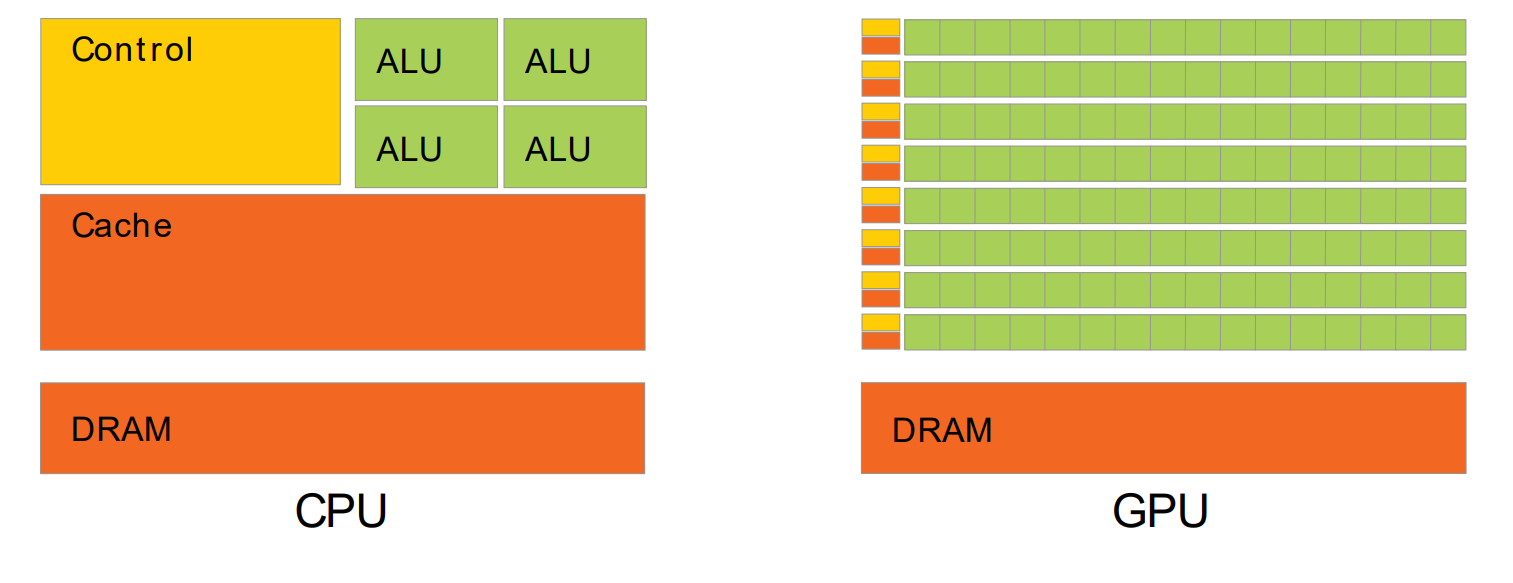 Control
ALU
ALU
ALU
ALU
Cache
DRAM
CPU
DRAM
GPU